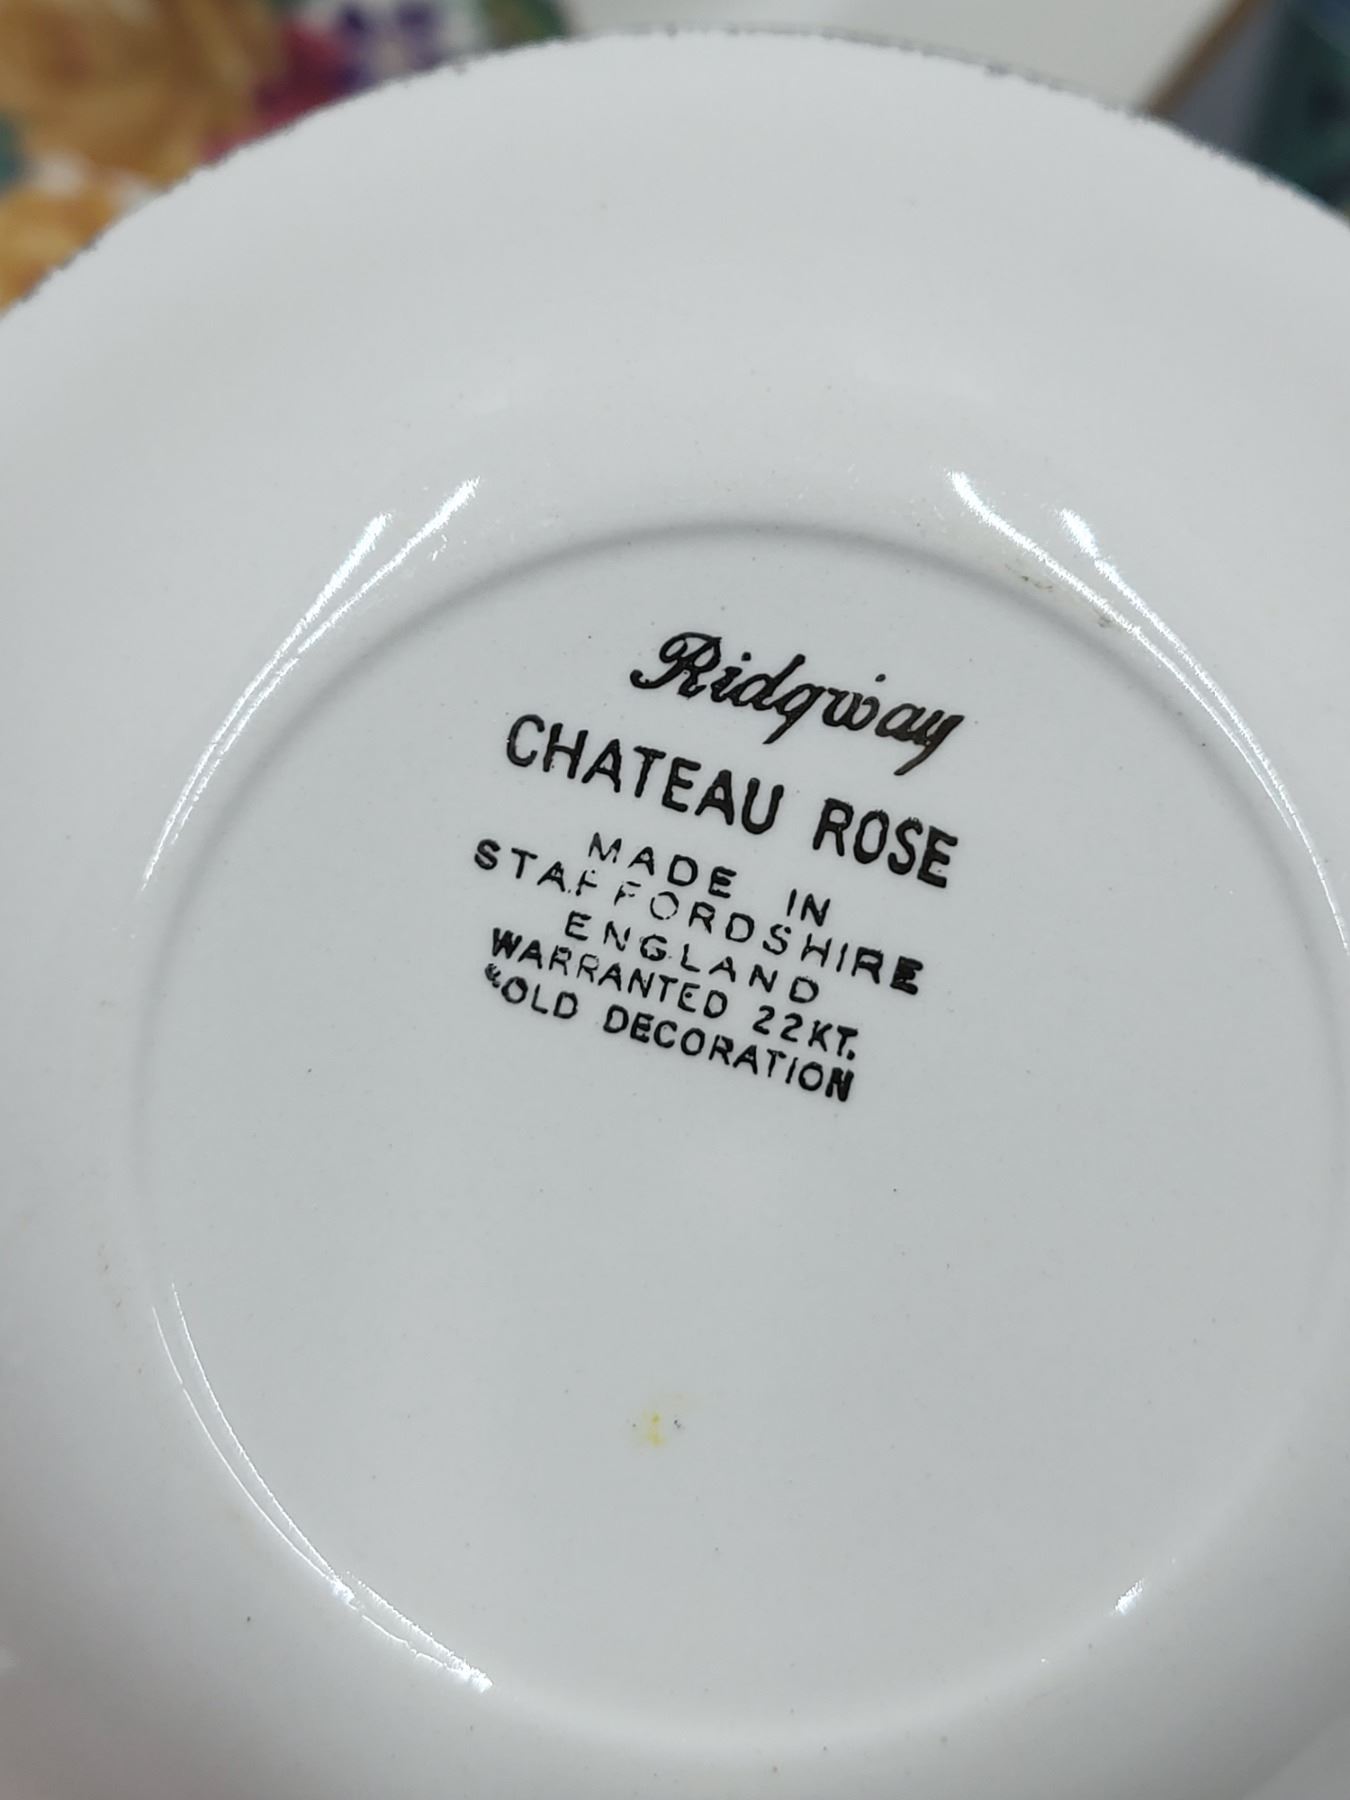 Ridgway
CHATEAU ROSE
MADE IN
STAFFORDSHIRE
ENGLAND
WARRANTED 22KT.
GOLD DECORATION